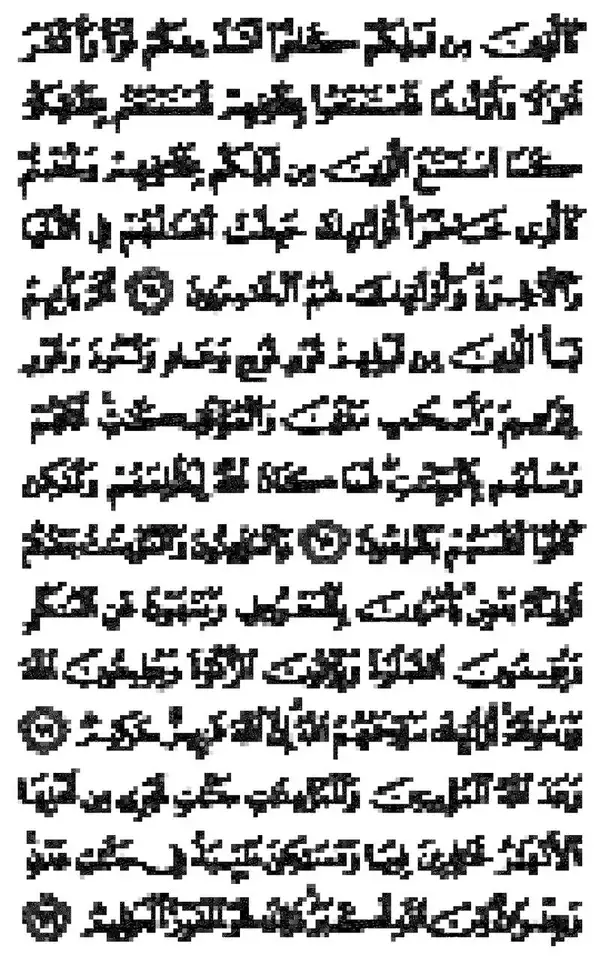 كالذين من قبلكم كانوا أشد منكم قوة وأكثر
أموالا وأولادا فاستمتعوا بخلاقهم فاستمتعتم بخلاقكم
كما استمتع الذين من قبلكم بخلاقهم وخضتم
كالذي خاضوا أولئك حبطت أعمالهم في الدنيا
والآخرة وأولئك هم الخاسرون ٦٩ ألم يأتهم
نبأ الذين من قبلهم قوم نوح وعاد وثمود وقوم
إبراهيم وأصحاب مدين والمؤتفكات أتتهم
رسلهم بالبينات فما كان الله ليظلمهم ولكن
كانوا أنفسهم يظلمون ٧٠ والمؤمنون والمؤمنات بعضهم
أولياء بعض يأمرون بالمعروف وينهون عن المنكر
ويقيمون الصلاة ويؤتون الزكاة ويطيعون الله
ورسوله أولئك سيرحمهم الله إن الله عزيز حكيم ٧١
وعد الله المؤمنين والمؤمنات جنات تجري من تحتها
الأنهار خالدين فيها ومساكن طيبة في جنات عدن
ورضوان من الله أكبر ذلك هو الفوز العظيم ٧٢